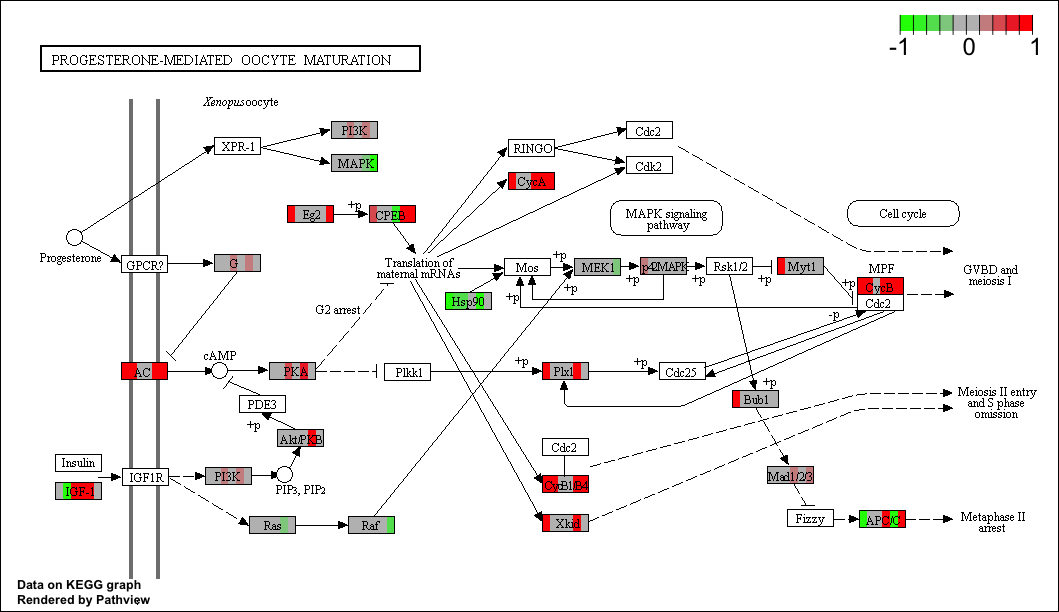 -1 0 1
PROGESTERONE-MEDIATED OOCYTE MATURATION
Xenopus oocyte
PI3K
Cdc2
XPR-1
RINGO
MAPK
Cdk2
CycA
Eg2
+p
CPEB
MAPK signaling
pathway
Cell cycle
Progesterone
GPCR?
G
Translation of
maternal mRNAs
Mos
+p
MEK1
p42MAPK
Rsk1/2
Myt1
MPF
GVBD and
meiosis I
+p
+p
+p
+p
+p
CycB
Hsp90
+p
Cdc2
G2 arrest
-p
cAMP
AC
PKA
Plkk1
+p
Plx1
+p
Cdc25
+p
PDE3
Bub1
Meiosis II entry
and S phase
omission
+p
Akt/PKB
Cdc2
Insulin
IGF1R
PI3K
PIP3, PIP2
Mad1/2/3
IGF-1
CycB1/B4
Ras
Raf
Xkid
Fizzy
APC/C
Metaphase II
arrest
Data on KEGG graph
Rendered by Pathview